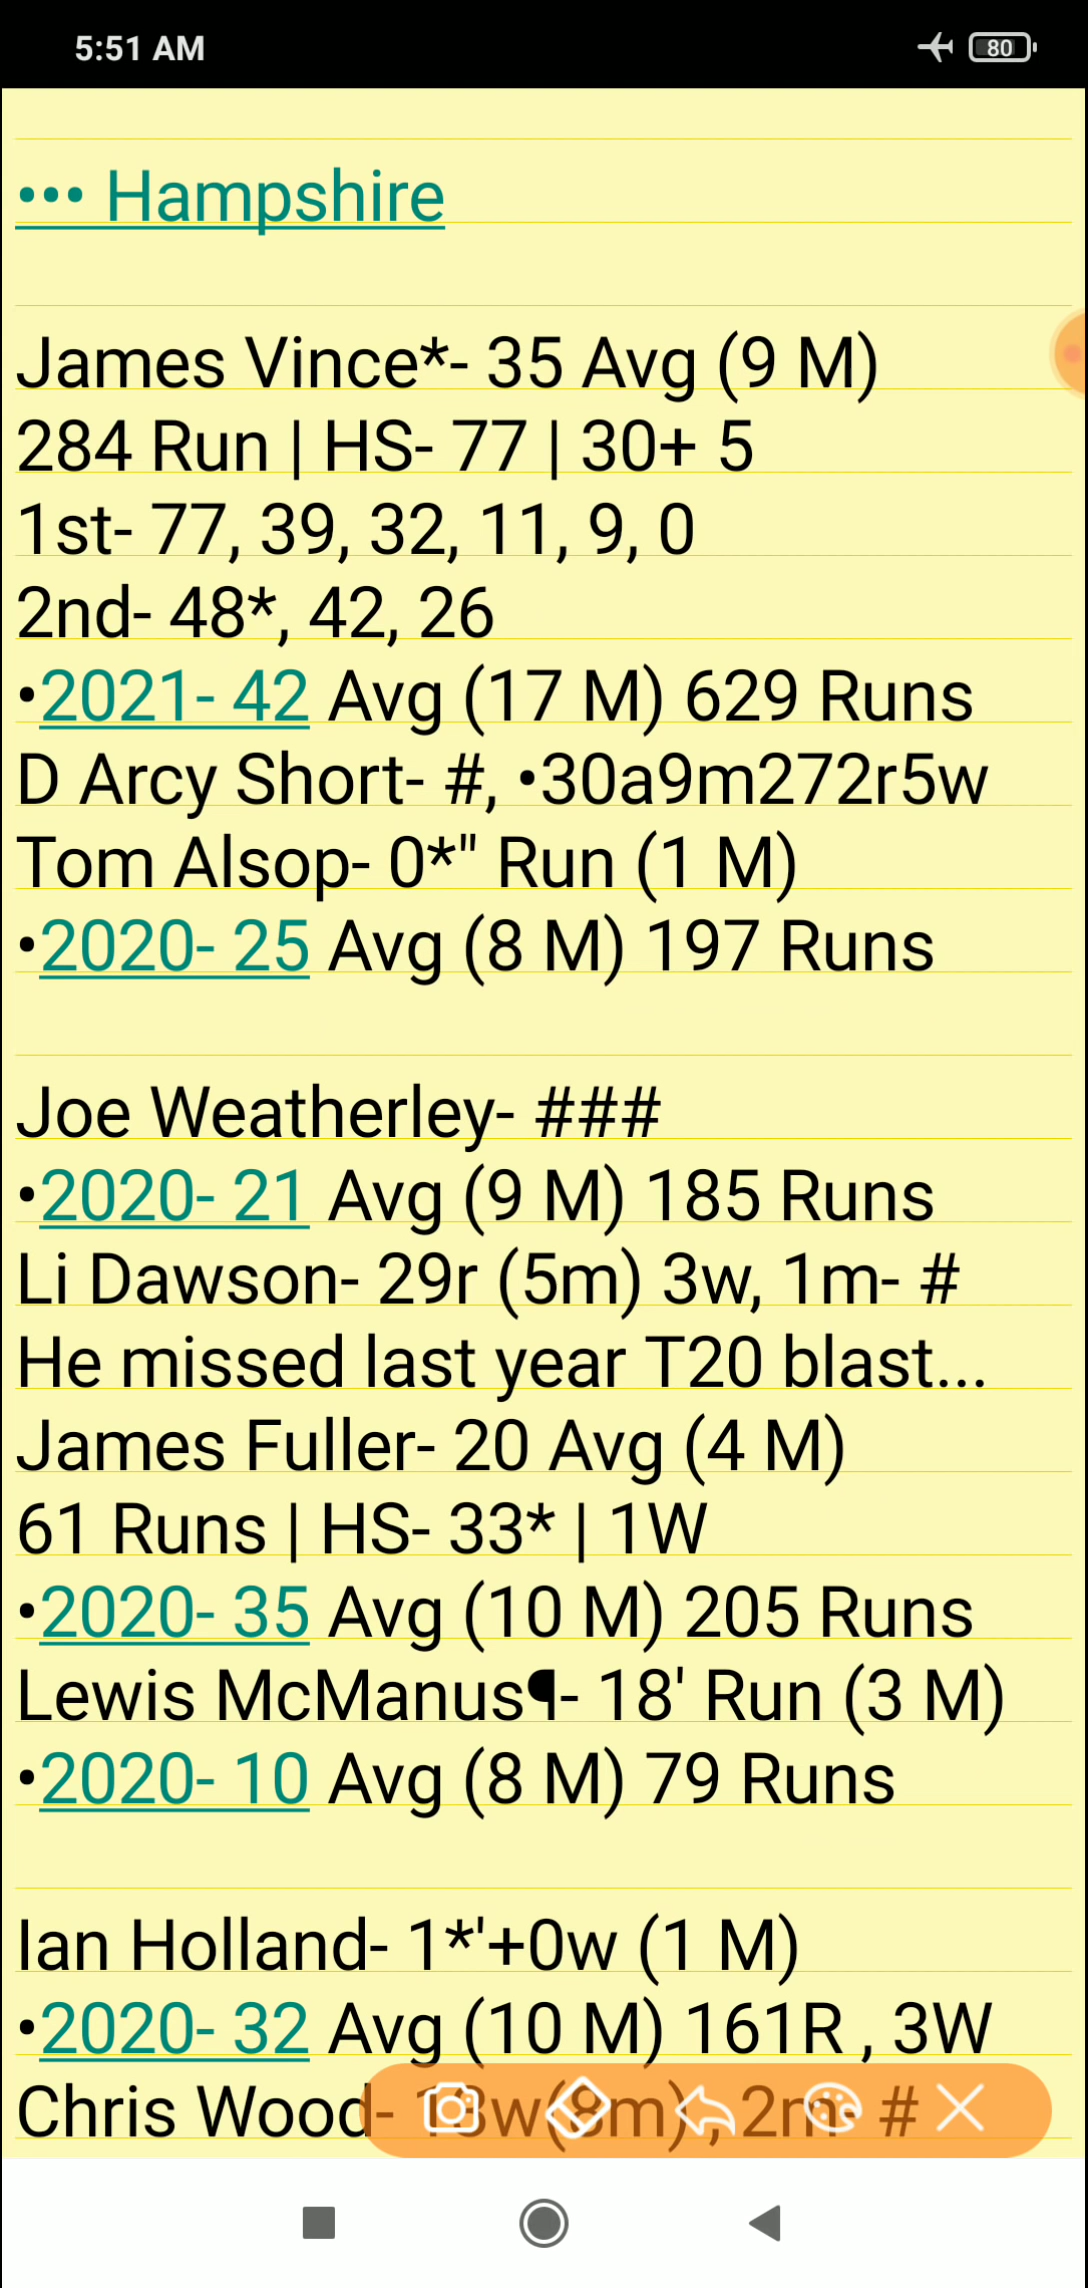 5:51 AM
80
••• Hampshire
James Vince*- 35 Avg (9 M)
284 Run | HS- 77 | 30+ 5
1st- 77, 39, 32, 11, 9, 0
2nd- 48*, 42, 26
•2021- 42 Avg (17 M) 629 Runs
D Arcy Short- #, •30a9m272r5w
Tom Alsop- 0*" Run (1 M)
•2020- 25 Avg (8 M) 197 Runs
Joe Weatherley- ###
•2020- 21 Avg (9 M) 185 Runs
Li Dawson- 29r (5m) 3w, 1m- #
He missed last year T20 blast...
James Fuller- 20 Avg (4 M)
61 Runs | HS- 33* | 1W
•2020- 35 Avg (10 M) 205 Runs
Lewis McManus¶- 18' Run (3 M)
•2020- 10 Avg (8 M) 79 Runs
Ian Holland- 1*'+0w (1 M)
•2020- 32 Avg (10 M) 161R , 3W
Chris Wood- (8m), 2m- #